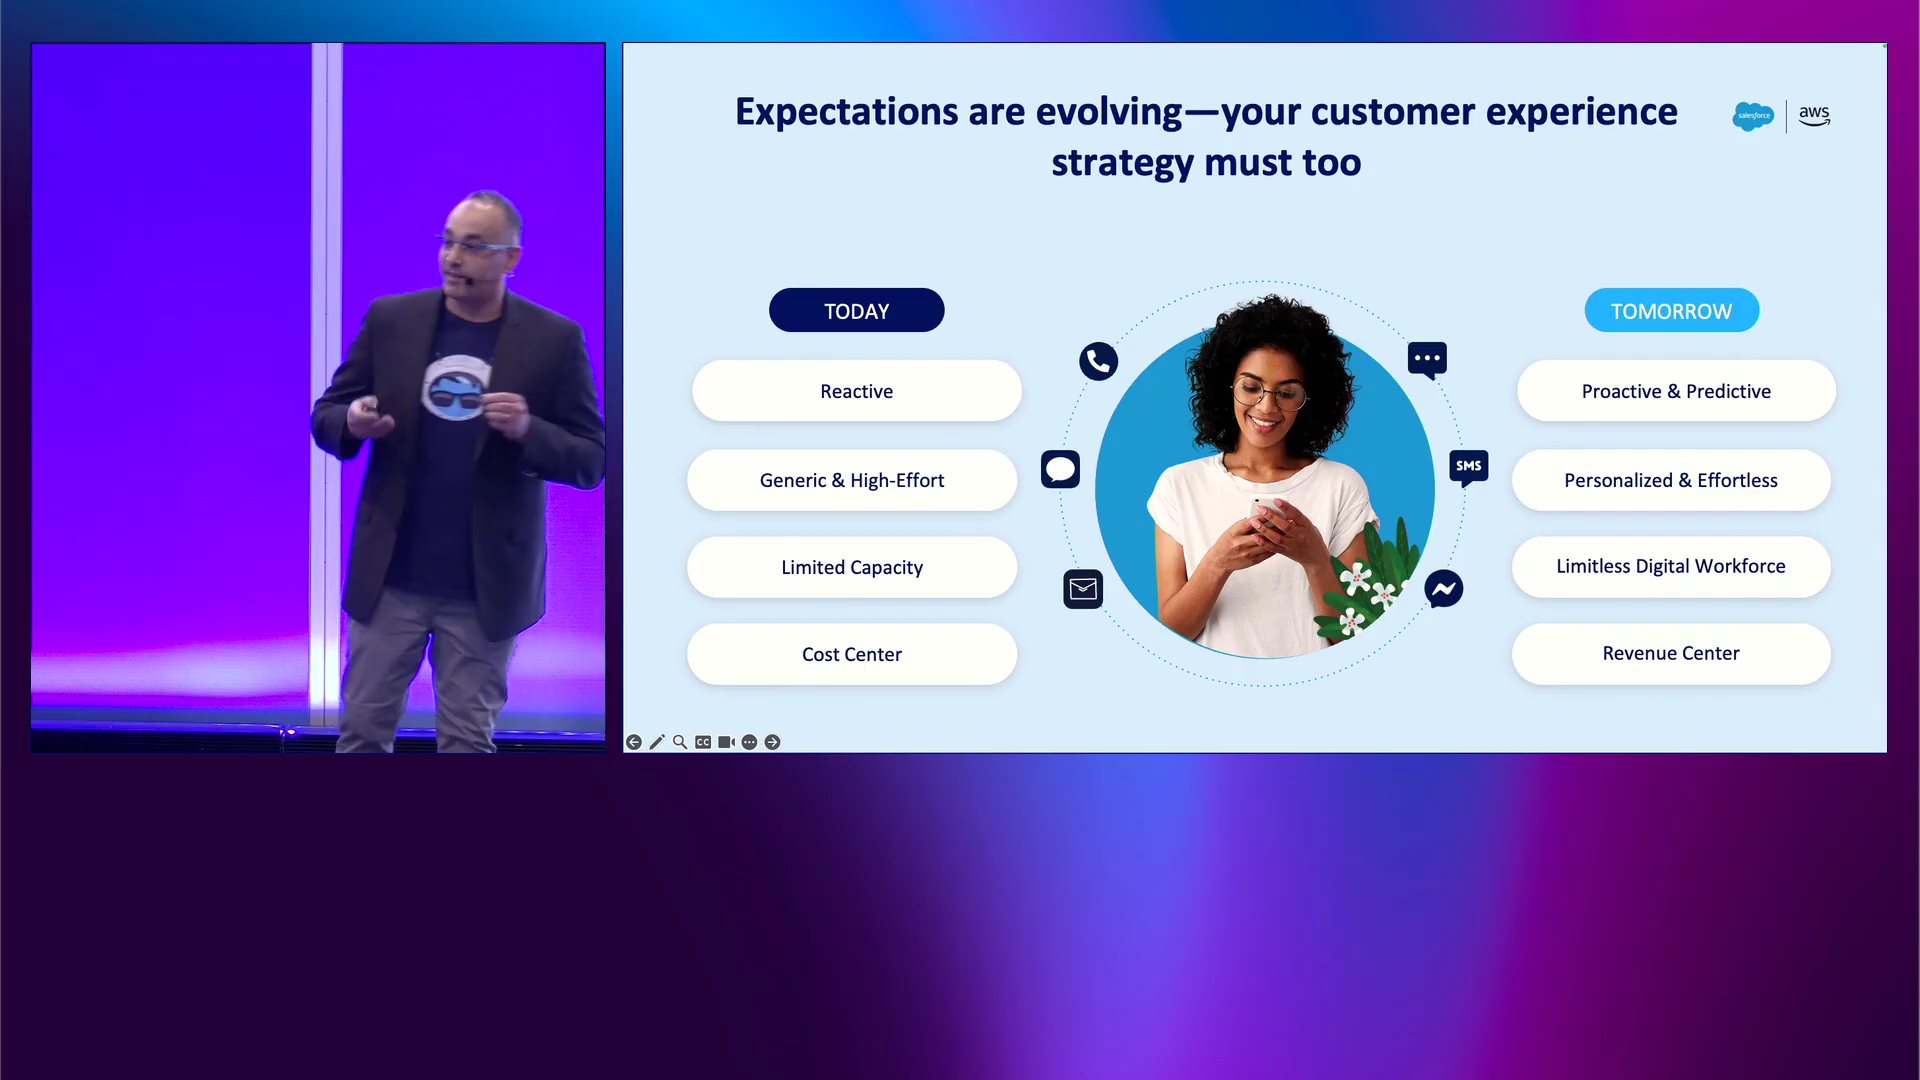 Expectations are evolving—your customer experience
strategy must too
salesforce
aws
TODAY
TOMORROW
Reactive
Proactive & Predictive
Generic & High-Effort
SMS
Personalized & Effortless
Limited Capacity
Limitless Digital Workforce
Cost Center
Revenue Center
CC